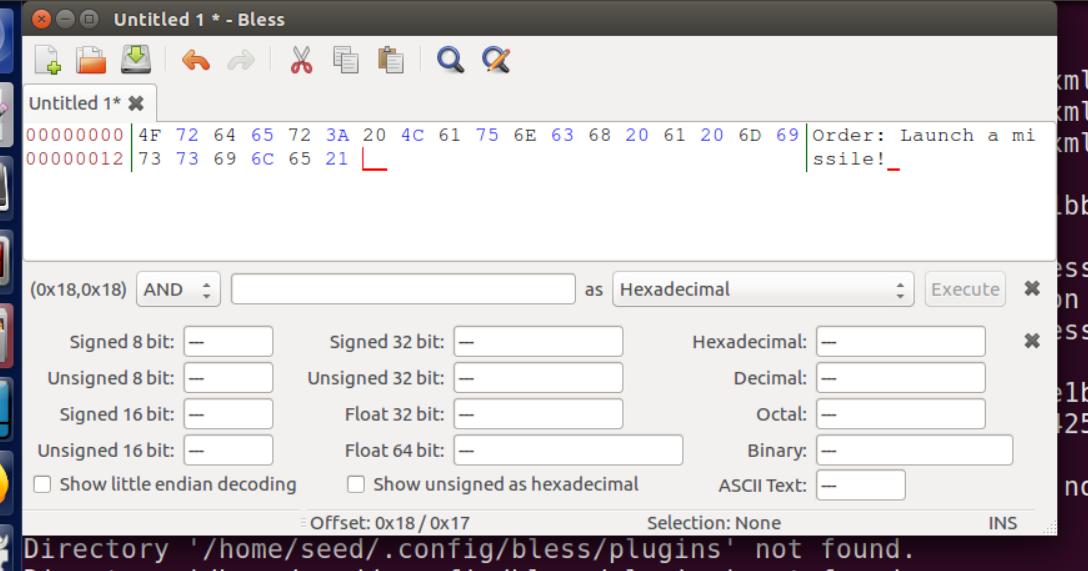 Untitled 1 * - Bless
Untitled 1*
00000000 4F 72 64 65 72 3A 20 4C 61 75 6E 63 68 20 61 20 6D 69 Order: Launch a mi
00000012 73 73 69 6C 65 21 ssile!
(0x18,0x18) AND as Hexadecimal Execute
Signed 8 bit: --- Signed 32 bit: --- Hexadecimal: ---
Unsigned 8 bit: --- Unsigned 32 bit: --- Decimal: ---
Signed 16 bit: --- Float 32 bit: --- Octal: ---
Unsigned 16 bit: --- Float 64 bit: --- Binary: ---
Show little endian decoding Show unsigned as hexadecimal ASCII Text: ---
Offset: 0x18 / 0x17 Selection: None INS
Directory '/home/seed/.config/bless/plugins' not found.